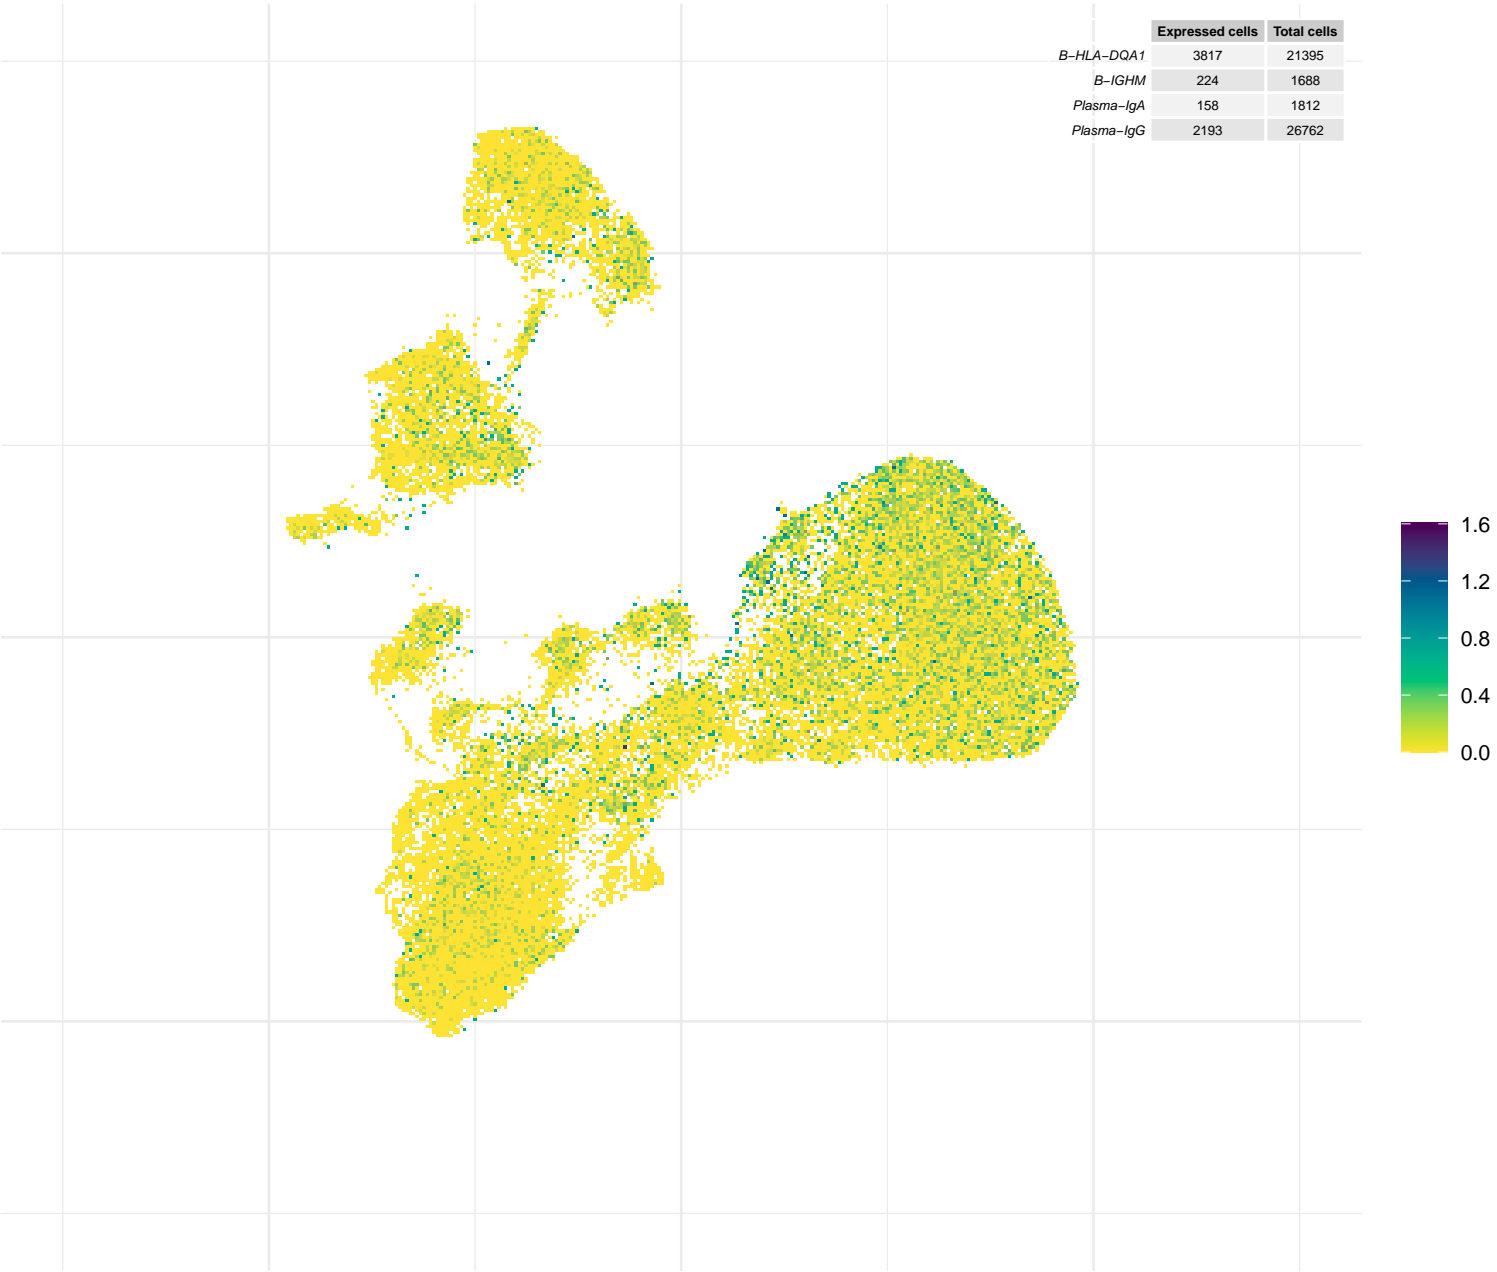 Expressed cells Total cells
B−HLA−DQA1 3817 21395
B−IGHM 224 1688
Plasma−IgA 158 1812
Plasma−IgG 2193 26762
1.6
1.2
0.8
0.4
0.0